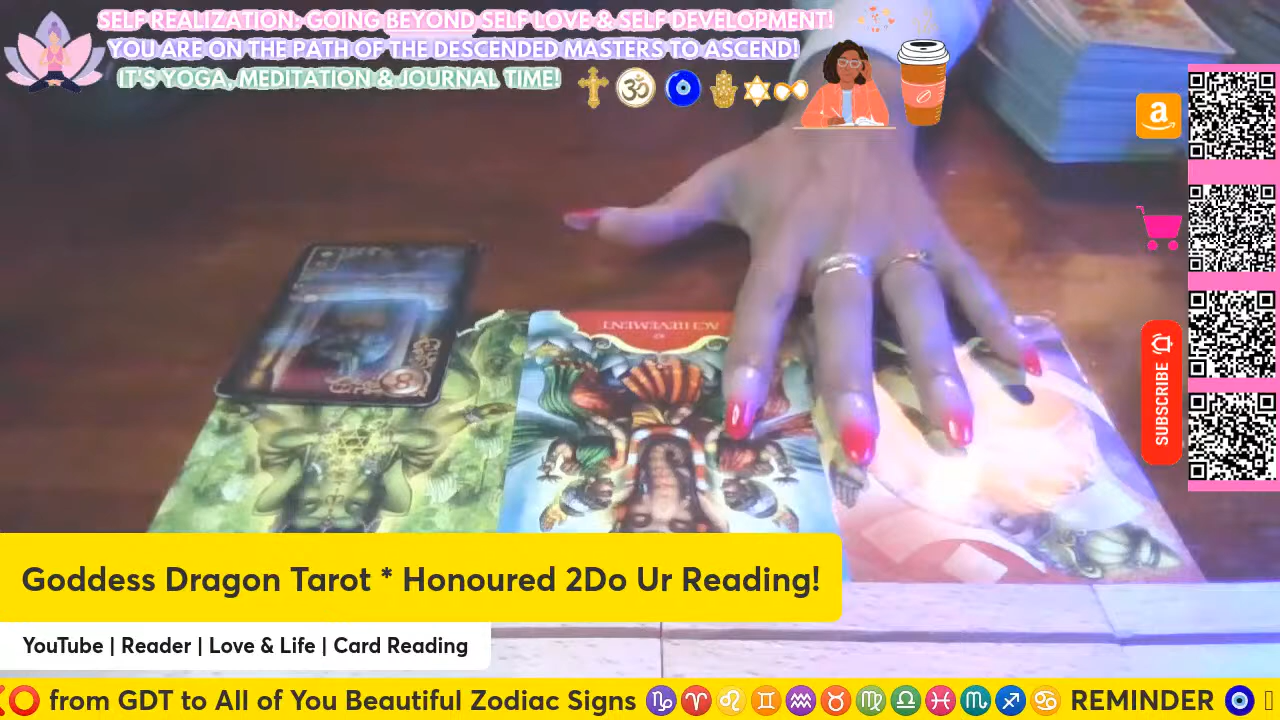 SELF REALIZATION: GOING BEYOND SELF LOVE & SELF DEVELOPMENT!
YOU ARE ON THE PATH OF THE DESCENDED MASTERS TO ASCEND!
IT'S YOGA, MEDITATION & JOURNAL TIME!
SUBSCRIBE
ACHIEVEMENT
Goddess Dragon Tarot * Honoured 2Do Ur Reading!
YouTube | Reader | Love & Life | Card Reading
from GDT to All of You Beautiful Zodiac Signs ♑♈♌♊♒♉♍♎♓♏♐♋ REMINDER